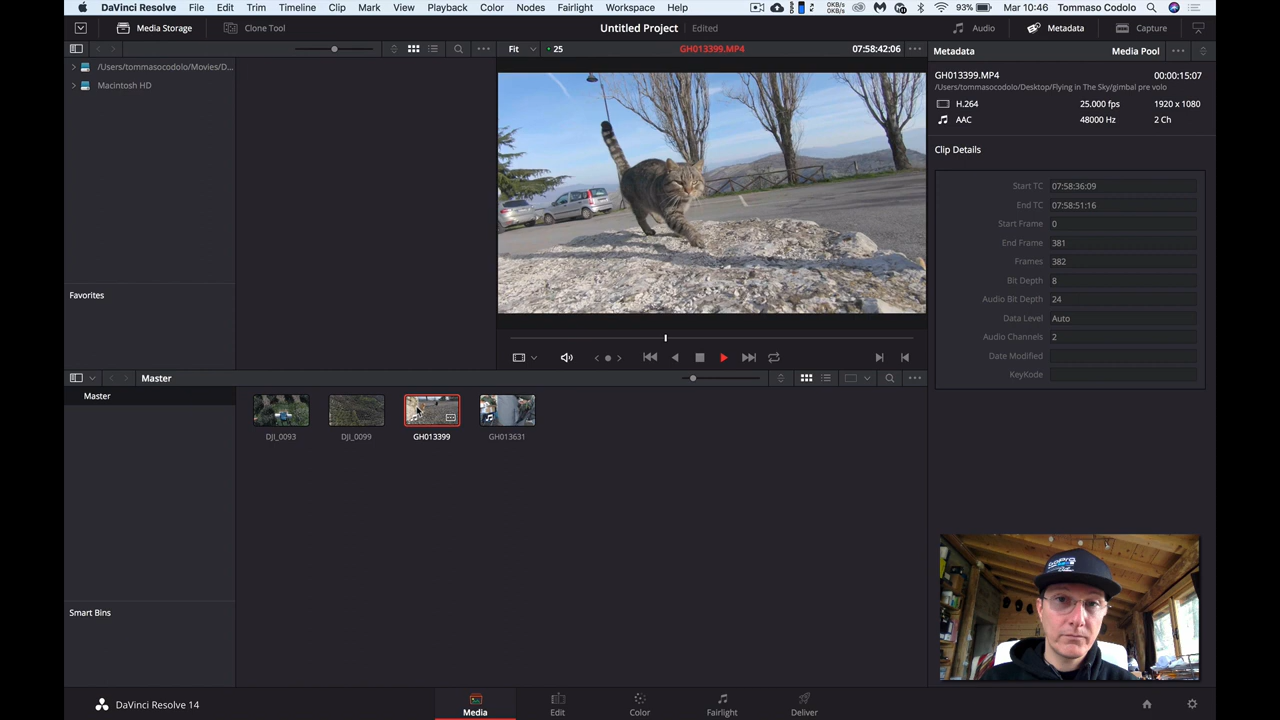 DaVinci Resolve File Edit Trim Timeline Clip Mark View Playback Color Nodes Fairlight Workspace Help 0KB/s 0KB/s 93% Mar 10:46 Tommaso Codolo
Media Storage Clone Tool Untitled Project Edited Audio Metadata Capture
Fit 25 GH013399.MP4 07:58:42:06 Metadata Media Pool
/Users/tommasocodolo/Movies/D...
Macintosh HD
GH013399.MP4 00:00:15:07
/Users/tommasocodolo/Desktop/Flying In The Sky/gimbal pre volo
H.264 25.000 fps 1920 x 1080
AAC 48000 Hz 2 Ch
Clip Details
Start TC 07:58:36:09
End TC 07:58:51:16
Start Frame 0
End Frame 381
Frames 382
Bit Depth 8
Audio Bit Depth 24
Data Level Auto
Audio Channels 2
Date Modified
KeyKode
Favorites
Master
Master
DJI_0093 DJI_0099 GH013399 GH013631
Smart Bins
GoPro
DaVinci Resolve 14
Media Edit Color Fairlight Deliver